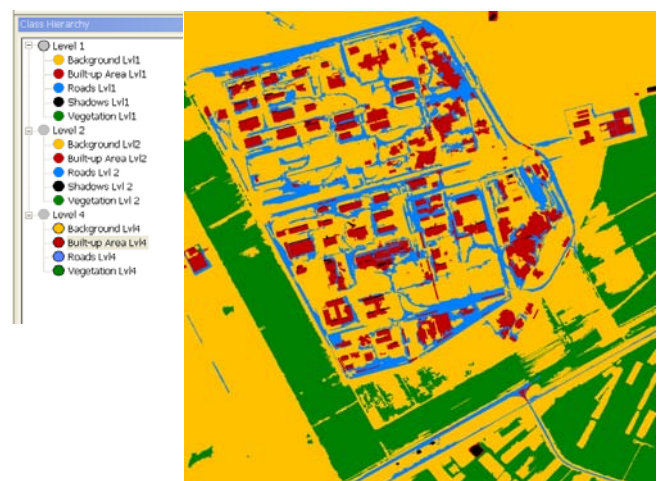 Class Hierarchy
Level 1
Background Lvl1
Built-up Area Lvl1
Roads Lvl1
Shadows Lvl1
Vegetation Lvl1
Level 2
Background Lvl2
Built-up Area Lvl2
Roads Lvl 2
Shadows Lvl 2
Vegetation Lvl 2
Level 4
Background Lvl4
Built-up Area Lvl4
Roads Lvl4
Vegetation Lvl4